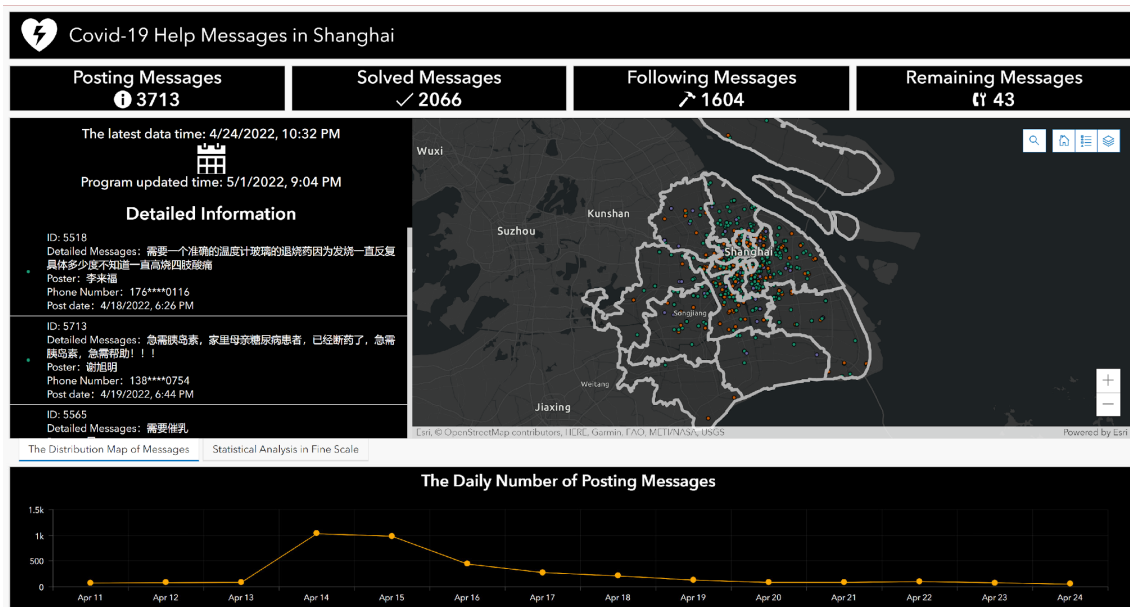 Covid-19 Help Messages in Shanghai
Posting Messages
3713
Solved Messages
2066
Following Messages
1604
Remaining Messages
43
The latest data time: 4/24/2022, 10:32 PM
Program updated time: 5/1/2022, 9:04 PM
Detailed Information
ID: 5518
Detailed Messages：需要一个准确的温度计玻璃的退烧药因为发烧一直反复
具体多少度不知道一直高烧四肢酸痛
Poster：李来福
Phone Number：176****0116
Post date：4/18/2022, 6:26 PM
ID: 5713
Detailed Messages：急需胰岛素，家里母亲糖尿病患者，已经断药了，急需
胰岛素，急需帮助！！！
Poster：谢旭明
Phone Number：138****0754
Post date：4/19/2022, 6:44 PM
ID: 5565
Detailed Messages：需要催乳
Wuxi
Kunshan
Suzhou
Shanghai
Songjiang
Weitang
Jiaxing
Esri, © OpenStreetMap contributors, HERE, Garmin, FAO, METI/NASA, USGS
Powered by Esri
The Distribution Map of Messages
Statistical Analysis in Fine Scale
The Daily Number of Posting Messages
1.5k
1k
500
0
Apr 11 Apr 12 Apr 13 Apr 14 Apr 15 Apr 16 Apr 17 Apr 18 Apr 19 Apr 20 Apr 21 Apr 22 Apr 23 Apr 24